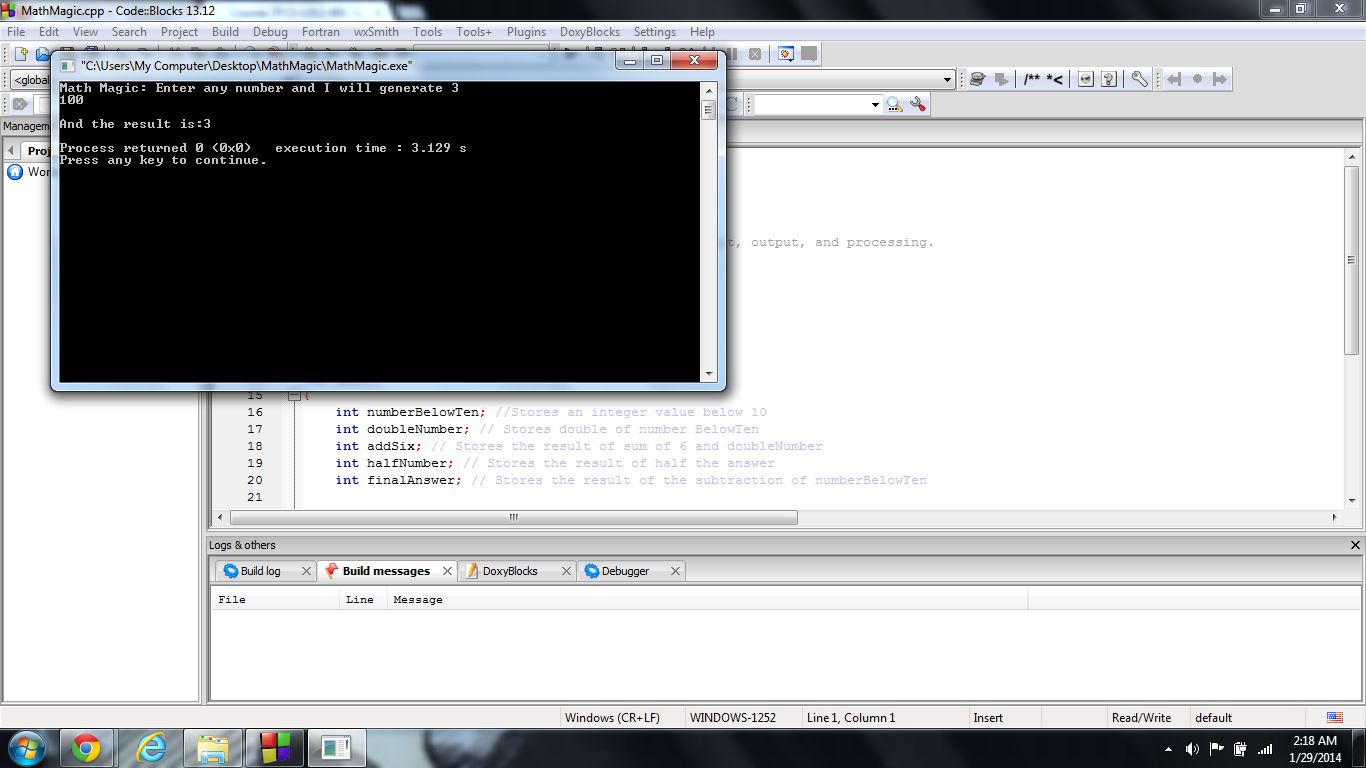 MathMagic.cpp - Code::Blocks 13.12
File Edit View Search Project Build Debug Fortran wxSmith Tools Tools+ Plugins DoxyBlocks Settings Help
"C:\Users\My Computer\Desktop\MathMagic\MathMagic.exe"
<global
/** *<
Math Magic: Enter any number and I will generate 3
100
And the result is:3
Process returned 0 (0x0)   execution time : 3.129 s
Press any key to continue.
Managem
Proj
Wor
, output, and processing.
15 {
16 int numberBelowTen; //Stores an integer value below 10
17 int doubleNumber; // Stores double of number BelowTen
18 int addSix; // Stores the result of sum of 6 and doubleNumber
19 int halfNumber; // Stores the result of half the answer
20 int finalAnswer; // Stores the result of the subtraction of numberBelowTen
21
Logs & others
Build log Build messages DoxyBlocks Debugger
File Line Message
Windows (CR+LF) WINDOWS-1252 Line 1, Column 1 Insert Read/Write default
2:18 AM
1/29/2014